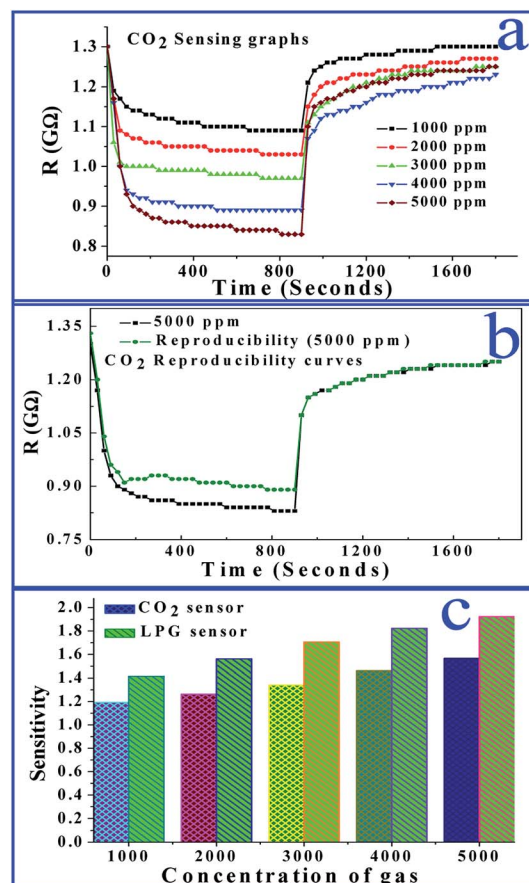 a
CO2 Sensing graphs
1000 ppm
2000 ppm
3000 ppm
4000 ppm
5000 ppm
R (GΩ)
1.3
1.2
1.1
1.0
0.9
0.8
0 400 800 1200 1600
Time (Seconds)
b
5000 ppm
Reproducibility (5000 ppm)
CO2 Reproducibility curves
R (GΩ)
1.35
1.20
1.05
0.90
0.75
0 400 800 1200 1600
Time (Seconds)
c
CO2 sensor
LPG sensor
Sensitivity
2.0
1.8
1.6
1.4
1.2
1.0
0.8
0.6
0.4
0.2
0.0
1000 2000 3000 4000 5000
Concentration of gas